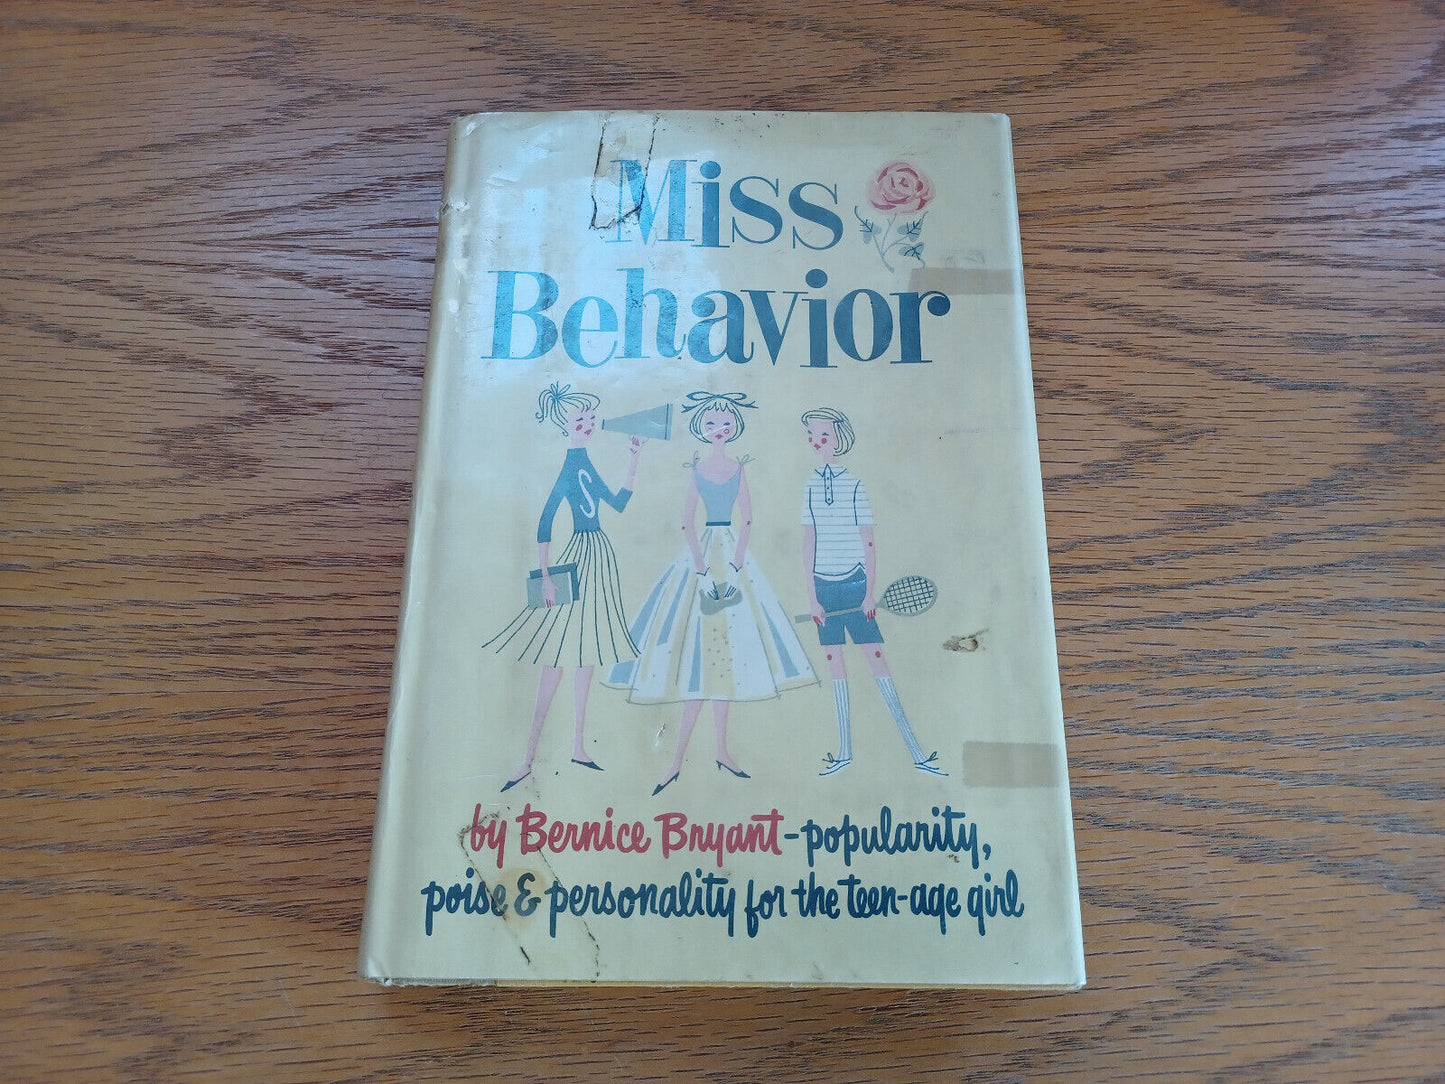 Miss
Behavior
S
by Bernice Bryant-popularity,
poise & personality for the teen-age girl